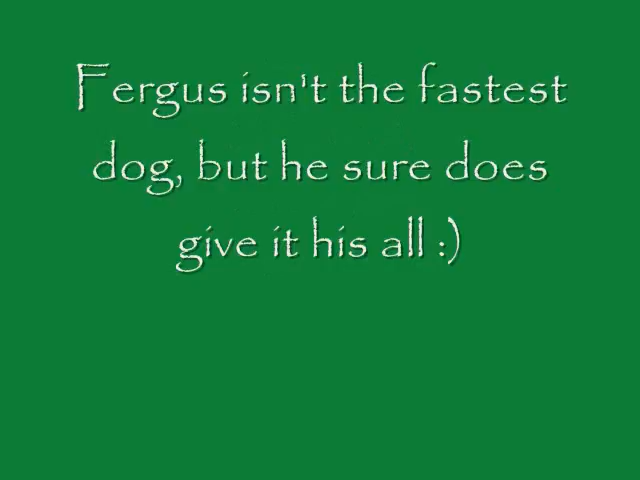 Fergus isn't the fastest
dog, but he sure does
give it his all :)